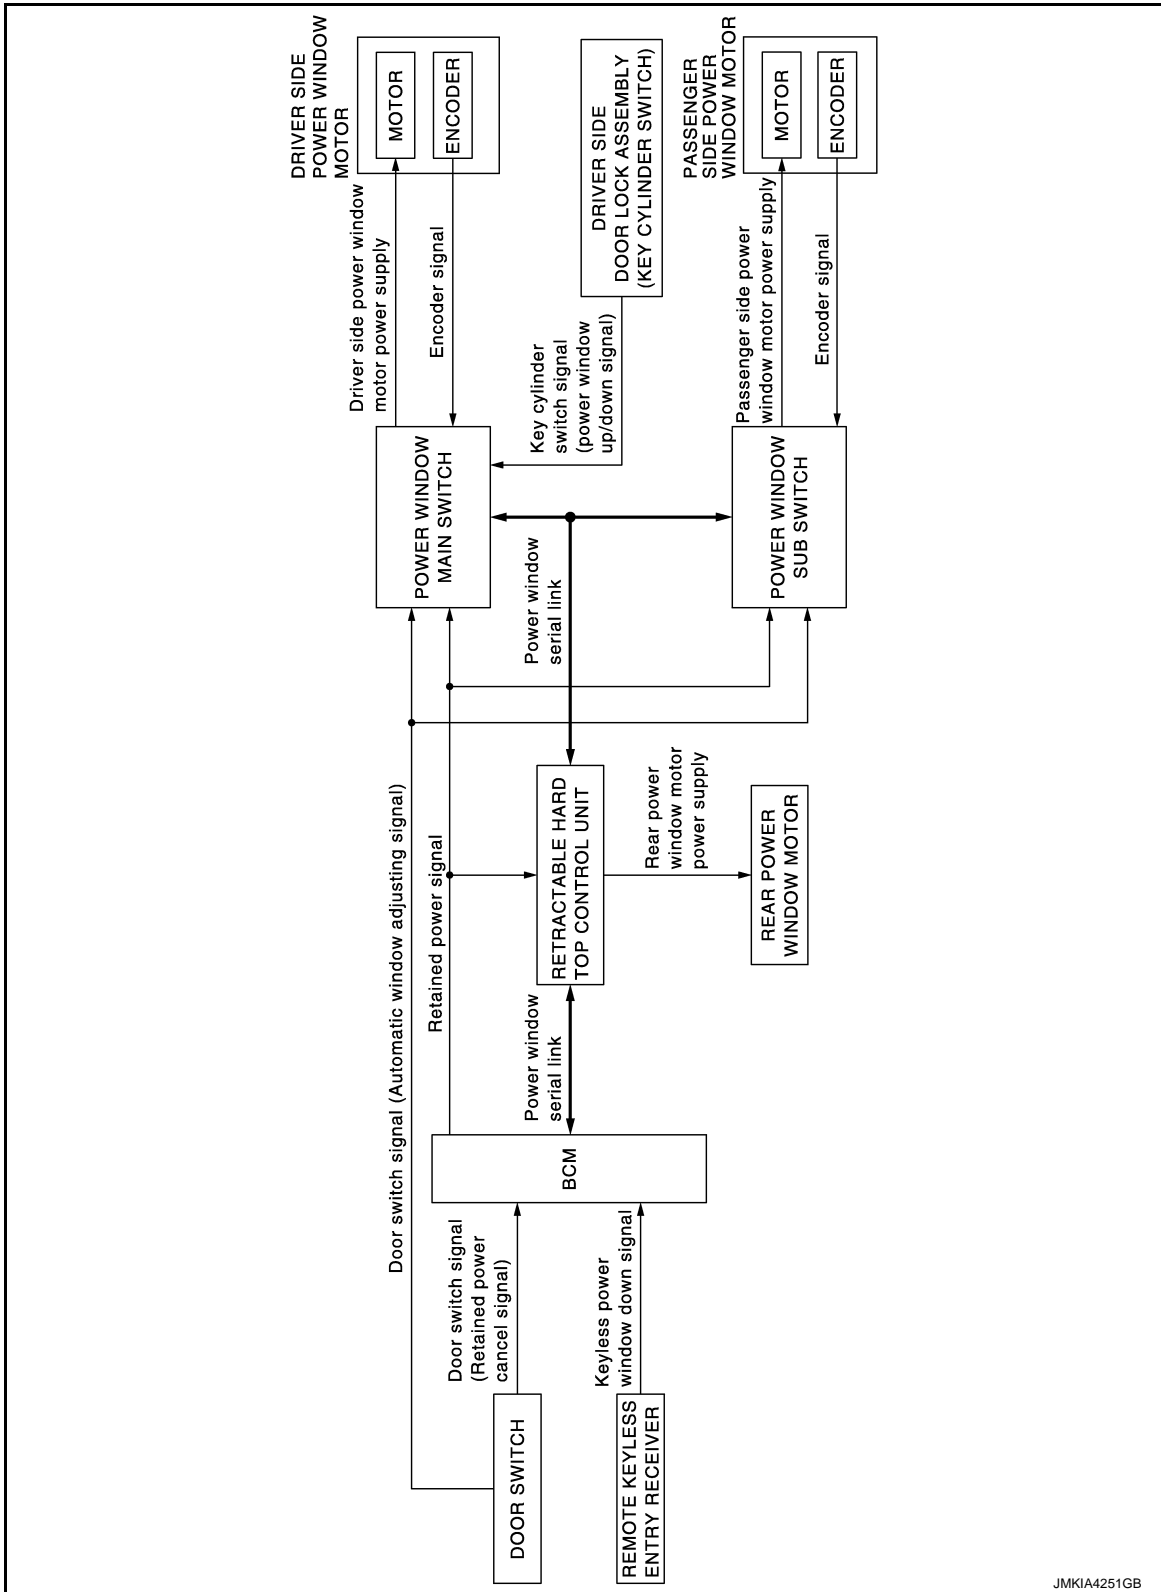 DRIVER SIDE
POWER WINDOW
MOTOR
MOTOR
ENCODER
Driver side power window
motor power supply
Encoder signal
DRIVER SIDE
DOOR LOCK ASSEMBLY
(KEY CYLINDER SWITCH)
Key cylinder
switch signal
(power window
up/down signal)
PASSENGER
SIDE POWER
WINDOW MOTOR
MOTOR
ENCODER
Passenger side power
window motor power supply
Encoder signal
POWER WINDOW
MAIN SWITCH
POWER WINDOW
SUB SWITCH
Power window
serial link
Door switch signal (Automatic window adjusting signal)
Retained power signal
RETRACTABLE HARD
TOP CONTROL UNIT
Rear power
window motor
power supply
REAR POWER
WINDOW MOTOR
Power window
serial link
BCM
Door switch signal
(Retained power
cancel signal)
Keyless power
window down signal
DOOR SWITCH
REMOTE KEYLESS
ENTRY RECEIVER
JMKIA4251GB